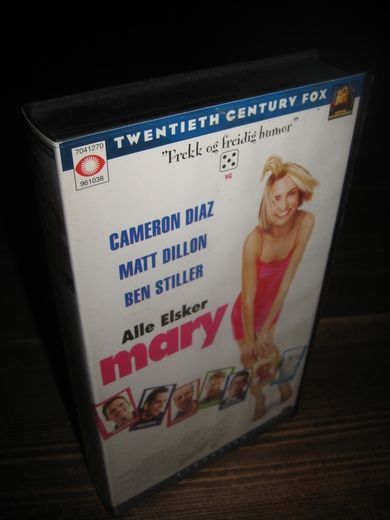 TWENTIETH CENTURY FOX
7041270
961038
"Frekk og freidig humor"
VG
CAMERON DIAZ
MATT DILLON
BEN STILLER
Alle Elsker
mary